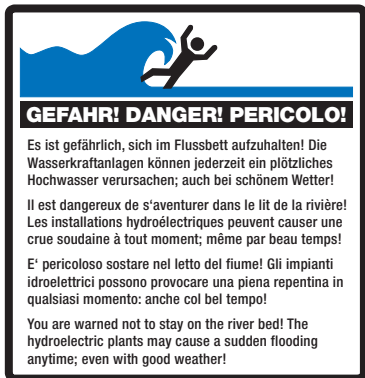 GEFAHR! DANGER! PERICOLO!
Es ist gefährlich, sich im Flussbett aufzuhalten! Die
Wasserkraftanlagen können jederzeit ein plötzliches
Hochwasser verursachen; auch bei schönem Wetter!
Il est dangereux de s‘aventurer dans le lit de la rivière!
Les installations hydroélectriques peuvent causer une
crue soudaine à tout moment; même par beau temps!
E‘ pericoloso sostare nel letto del fiume! Gli impianti
idroelettrici possono provocare una piena repentina in
qualsiasi momento: anche col bel tempo!
You are warned not to stay on the river bed! The
hydroelectric plants may cause a sudden flooding
anytime; even with good weather!